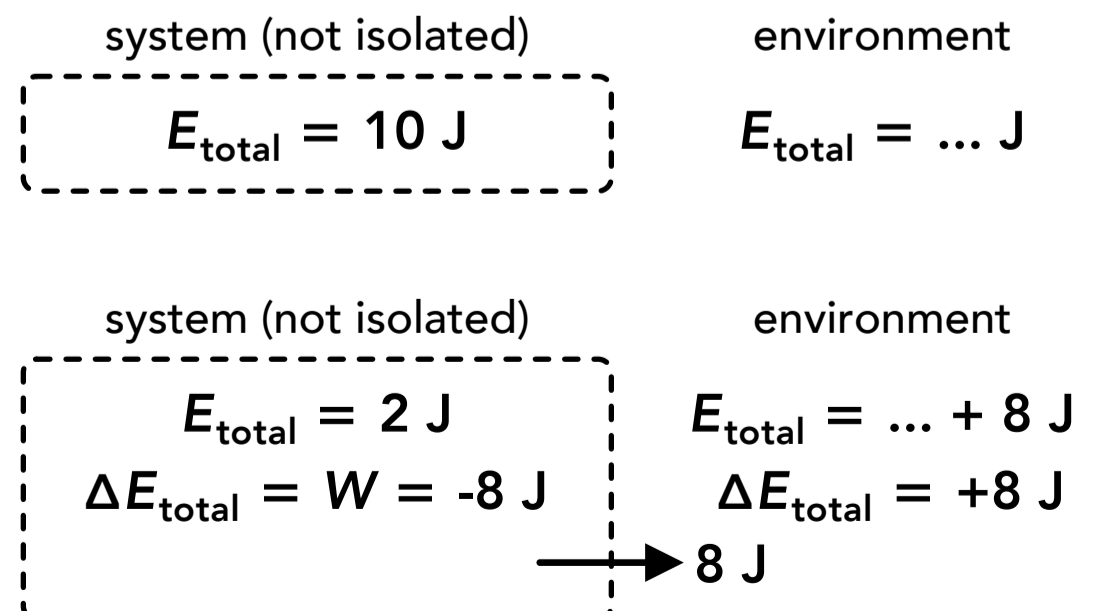 system (not isolated) environment
E_total = 10 J E_total = ... J
system (not isolated) environment
E_total = 2 J E_total = ... + 8 J
ΔE_total = W = -8 J ΔE_total = +8 J
8 J